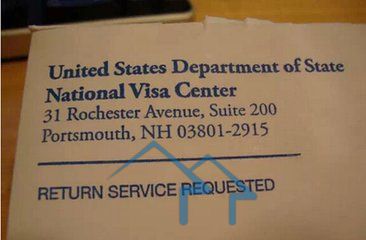 United States Department of State
National Visa Center
31 Rochester Avenue, Suite 200
Portsmouth, NH 03801-2915
RETURN SERVICE REQUESTED